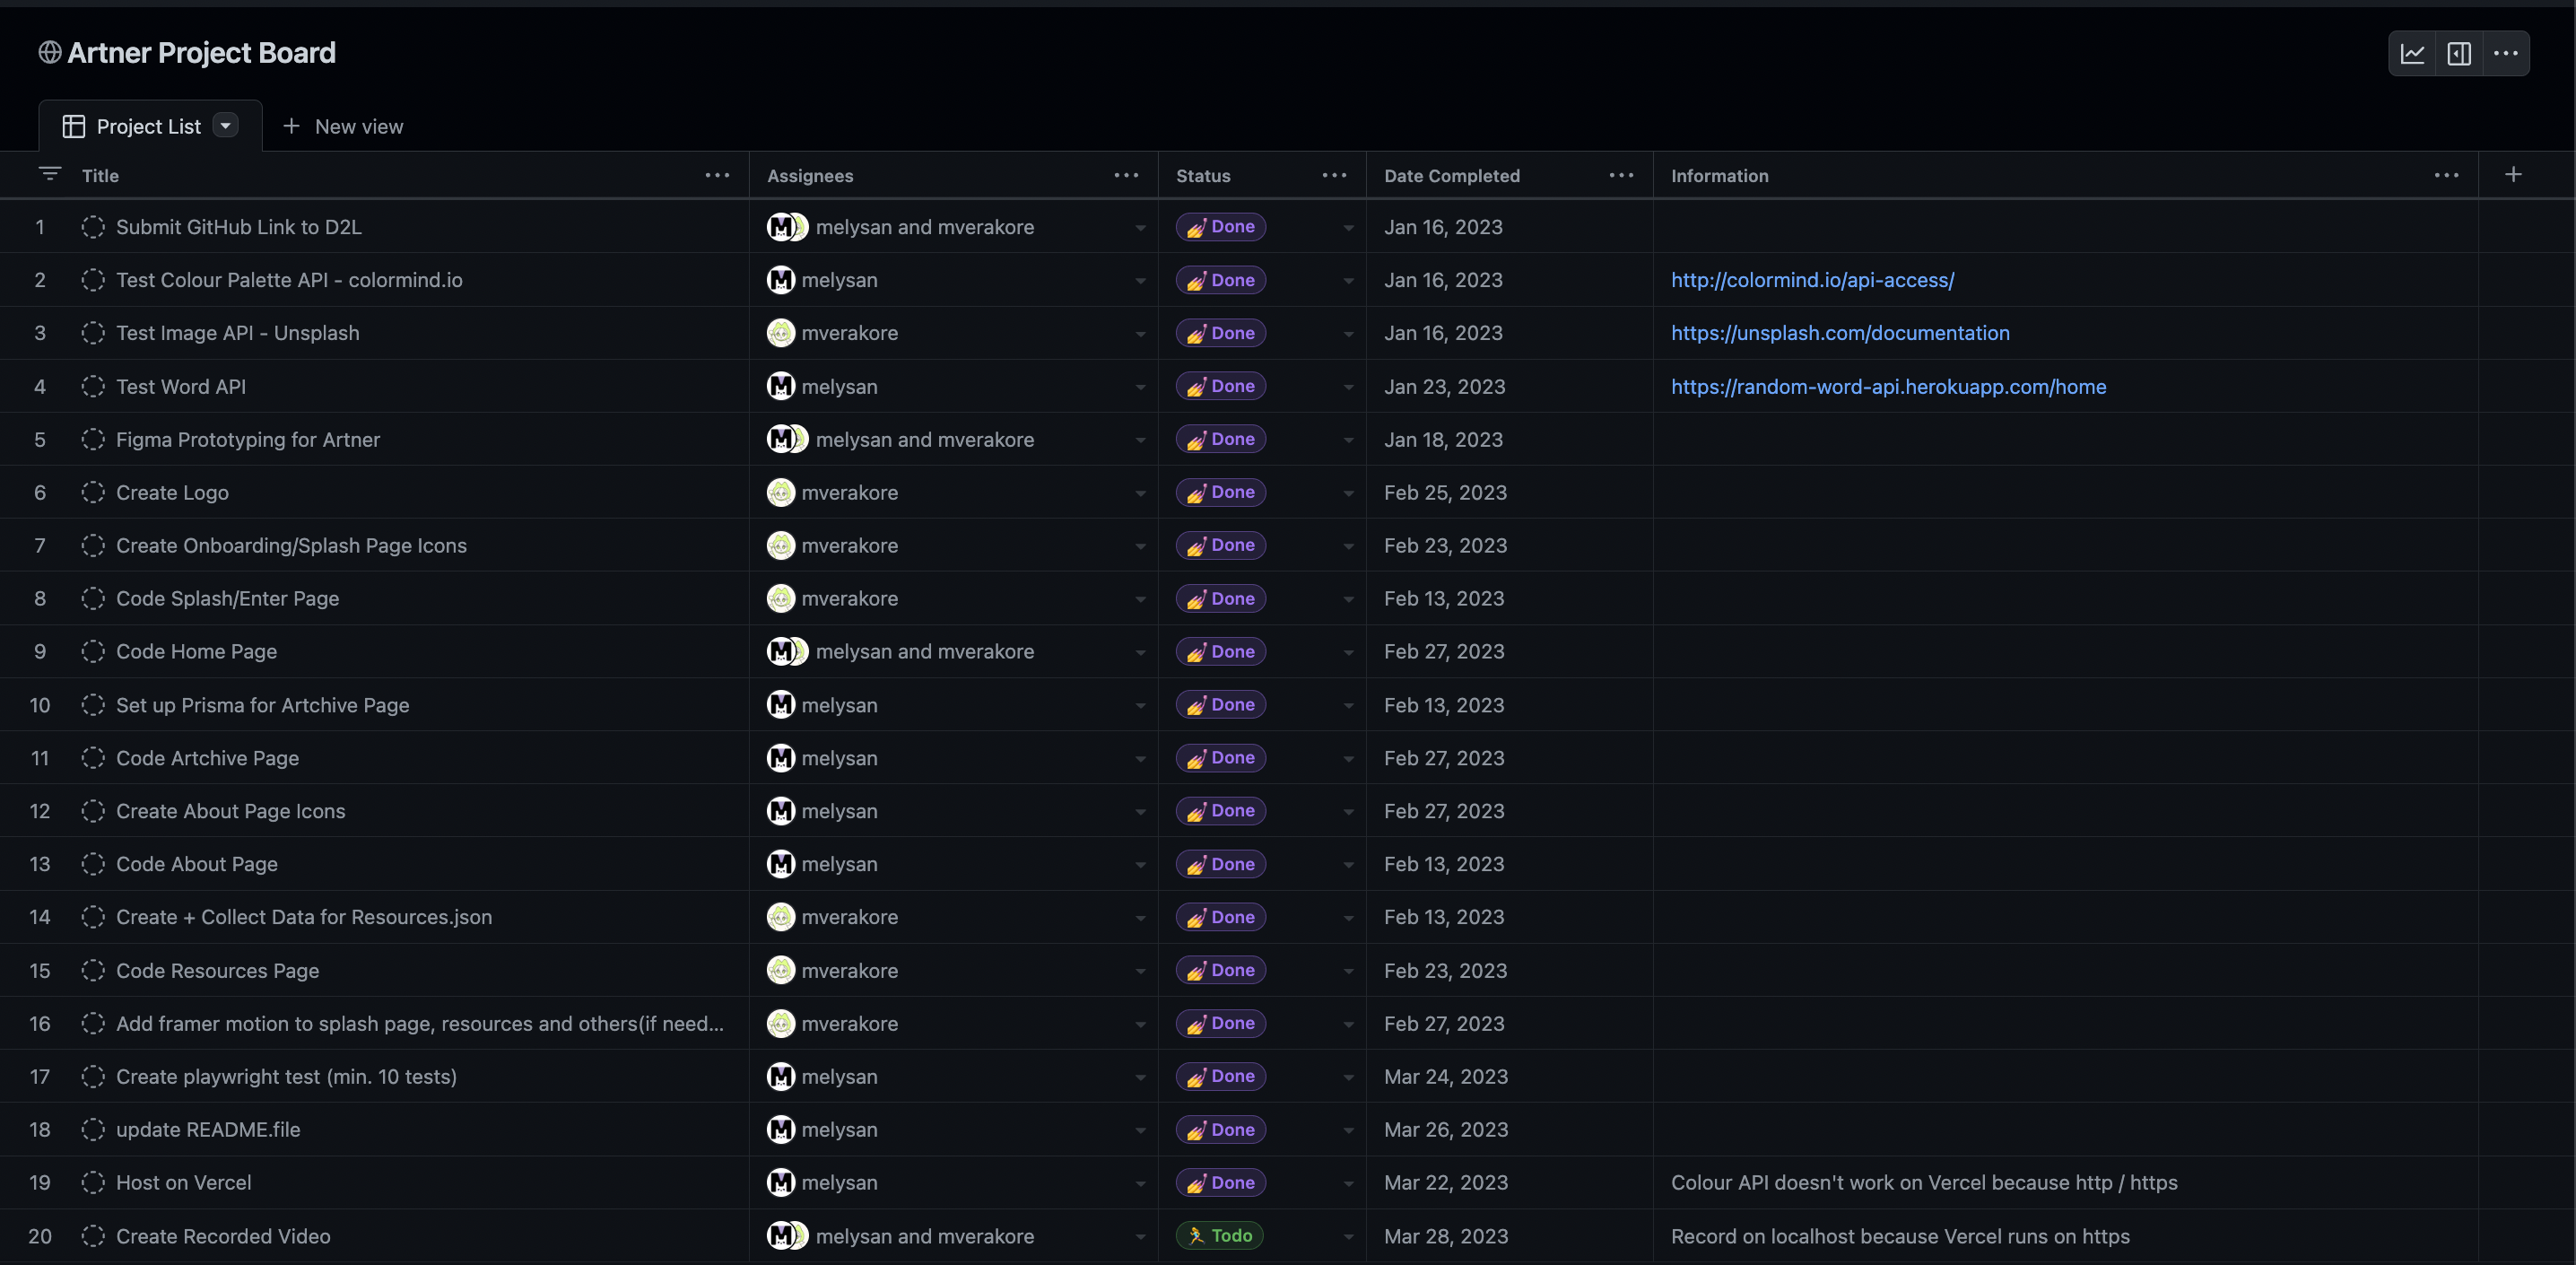 Artner Project Board
Project List
New view
Title Assignees Status Date Completed Information
1 Submit GitHub Link to D2L melysan and mverakore 💅 Done Jan 16, 2023
2 Test Colour Palette API - colormind.io melysan 💅 Done Jan 16, 2023 http://colormind.io/api-access/
3 Test Image API - Unsplash mverakore 💅 Done Jan 16, 2023 https://unsplash.com/documentation
4 Test Word API melysan 💅 Done Jan 23, 2023 https://random-word-api.herokuapp.com/home
5 Figma Prototyping for Artner melysan and mverakore 💅 Done Jan 18, 2023
6 Create Logo mverakore 💅 Done Feb 25, 2023
7 Create Onboarding/Splash Page Icons mverakore 💅 Done Feb 23, 2023
8 Code Splash/Enter Page mverakore 💅 Done Feb 13, 2023
9 Code Home Page melysan and mverakore 💅 Done Feb 27, 2023
10 Set up Prisma for Artchive Page melysan 💅 Done Feb 13, 2023
11 Code Artchive Page melysan 💅 Done Feb 27, 2023
12 Create About Page Icons melysan 💅 Done Feb 27, 2023
13 Code About Page melysan 💅 Done Feb 13, 2023
14 Create + Collect Data for Resources.json mverakore 💅 Done Feb 13, 2023
15 Code Resources Page mverakore 💅 Done Feb 23, 2023
16 Add framer motion to splash page, resources and others(if need... mverakore 💅 Done Feb 27, 2023
17 Create playwright test (min. 10 tests) melysan 💅 Done Mar 24, 2023
18 update README.file melysan 💅 Done Mar 26, 2023
19 Host on Vercel melysan 💅 Done Mar 22, 2023 Colour API doesn't work on Vercel because http / https
20 Create Recorded Video melysan and mverakore 🏃 Todo Mar 28, 2023 Record on localhost because Vercel runs on https